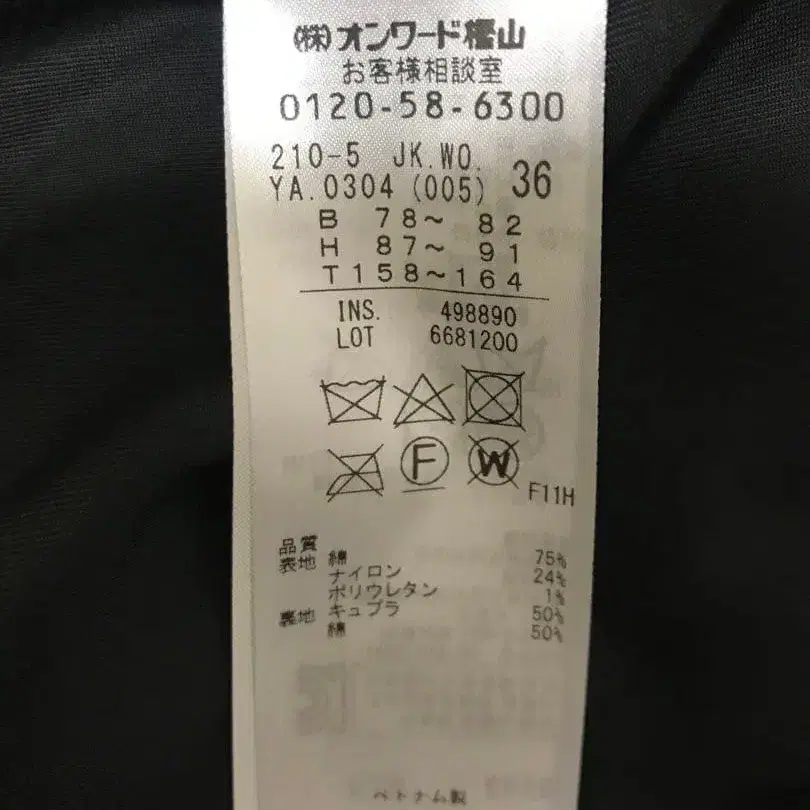 (株)オンワード樫山
お客様相談室
0120-58-6300
210-5 JK.WO.
YA.0304 (005) 36
B 78～ 82
H 87～ 91
T158～164
INS. 498890
LOT 6681200
F
W
F11H
品質
表地 綿 75%
ナイロン 24%
ポリウレタン 1%
裏地 キュプラ 50%
綿 50%
ベトナム製